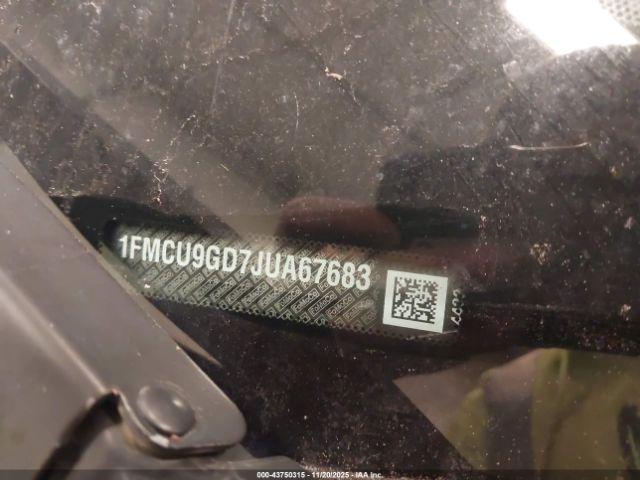 1FMCU9GD7JUA67683
000-43750315 - 11/20/2025 - IAA Inc.